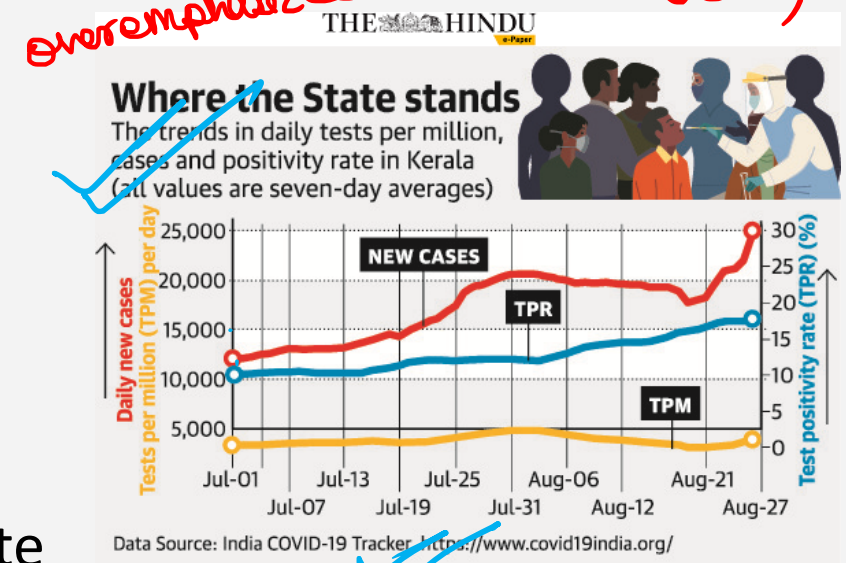 overemphasize
THE HINDU
e-Paper
Where the State stands
The trends in daily tests per million,
cases and positivity rate in Kerala
(all values are seven-day averages)
Daily new cases
Tests per million (TPM) per day
25,000
20,000
15,000
10,000
5,000
NEW CASES
TPR
TPM
30
25
20
15
10
5
0
Test positivity rate (TPR) (%)
Jul-01 Jul-13 Jul-25 Aug-06 Aug-21
Jul-07 Jul-19 Jul-31 Aug-12 Aug-27
te
Data Source: India COVID-19 Tracker https://www.covid19india.org/